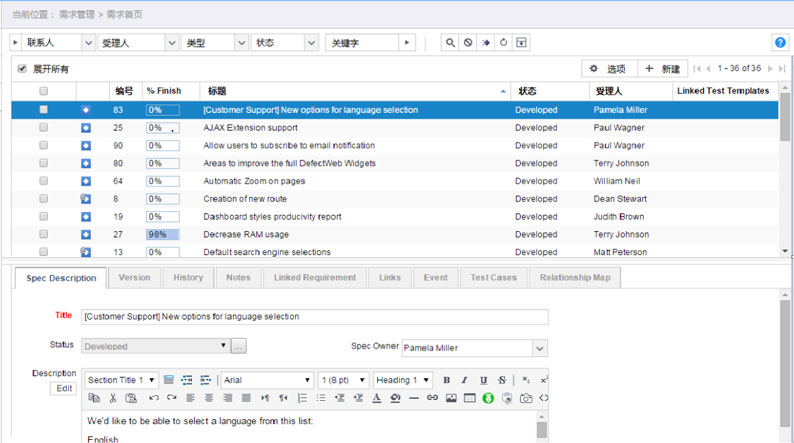 当前位置： 需求管理 > 需求首页
联系人 受理人 类型 状态 关键字
展开所有 选项 + 新建 1 - 36 of 36
编号 % Finish 标题 状态 受理人 Linked Test Templates
83 0% [Customer Support] New options for language selection Developed Pamela Miller
25 0% AJAX Extension support Developed Paul Wagner
90 0% Allow users to subscribe to email notification Developed Paul Wagner
80 0% Areas to improve the full DefectWeb Widgets Developed Terry Johnson
64 0% Automatic Zoom on pages Developed William Neil
8 0% Creation of new route Developed Dean Stewart
19 0% Dashboard styles producivity report Developed Judith Brown
27 98% Decrease RAM usage Developed Terry Johnson
13 0% Default search engine selections Developed Matt Peterson
Spec Description Version History Notes Linked Requirement Links Event Test Cases Relationship Map
Title [Customer Support] New options for language selection
Status Developed ... Spec Owner Pamela Miller
Description Section Title 1 Arial 1 (8 pt) Heading 1 B I U S x₂ x²
Edit
We'd like to be able to select a language from this list:
English